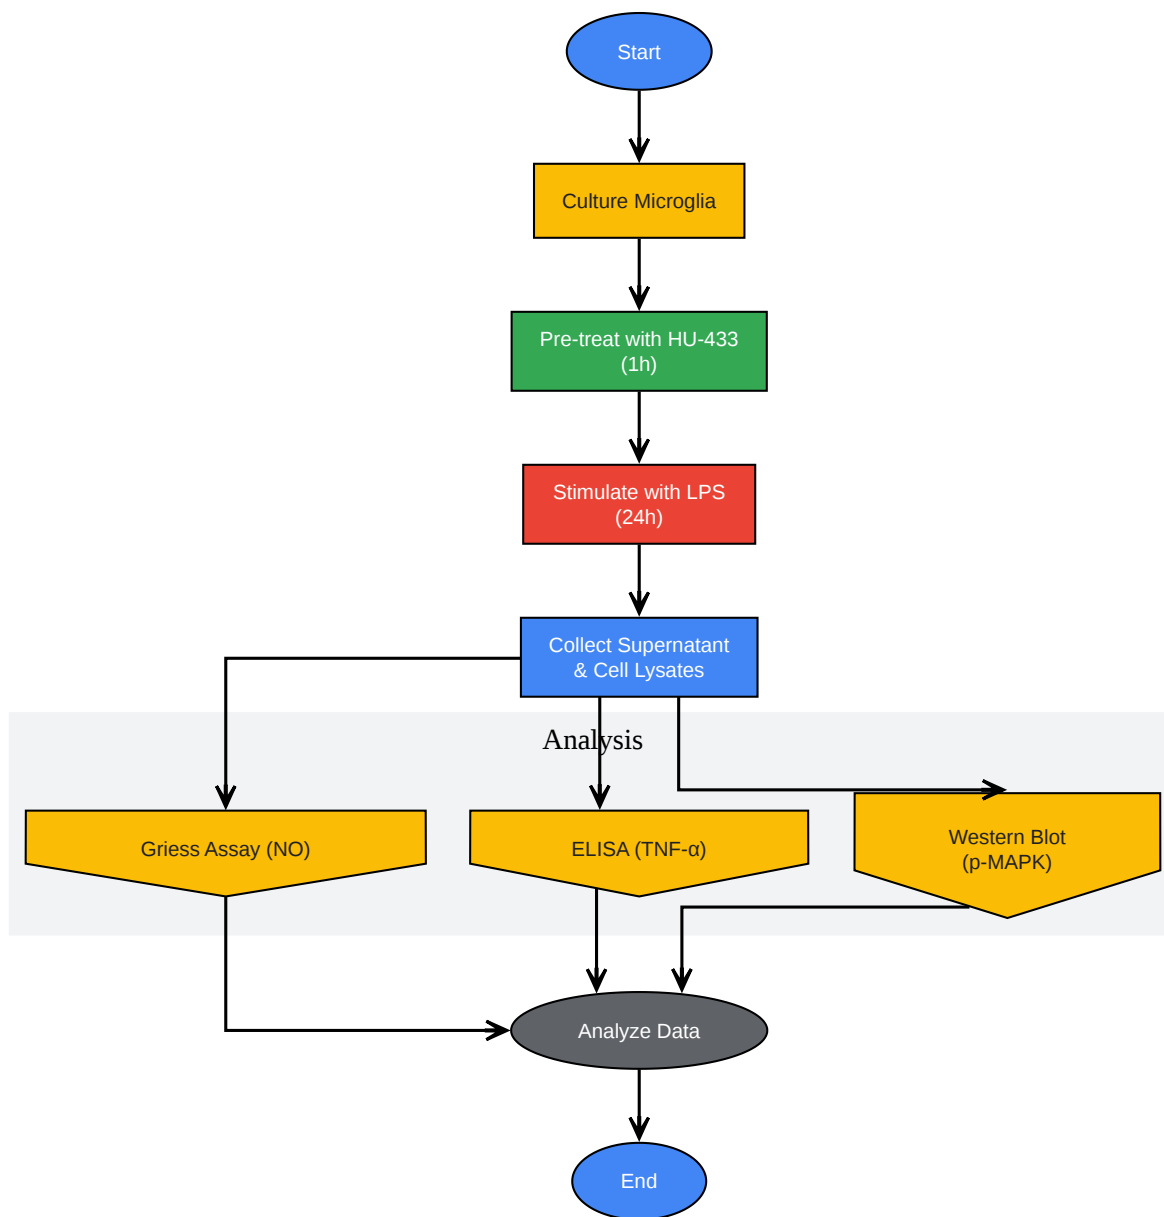 Start
Culture Microglia
Pre-treat with HU-433
(1h)
Stimulate with LPS
(24h)
Collect Supernatant
& Cell Lysates
Analysis
Griess Assay (NO)
ELISA (TNF-α)
Western Blot
(p-MAPK)
Analyze Data
End